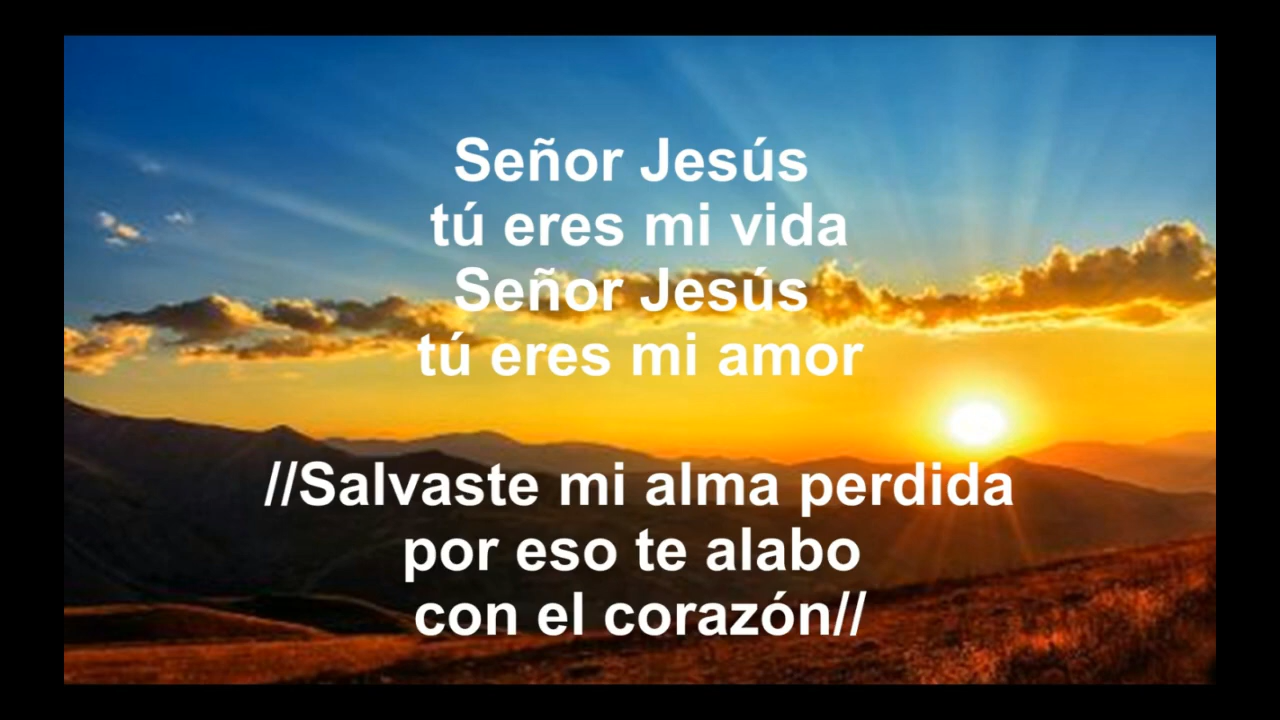 Señor Jesús
tú eres mi vida
Señor Jesús
tú eres mi amor
//Salvaste mi alma perdida
por eso te alabo
con el corazón//